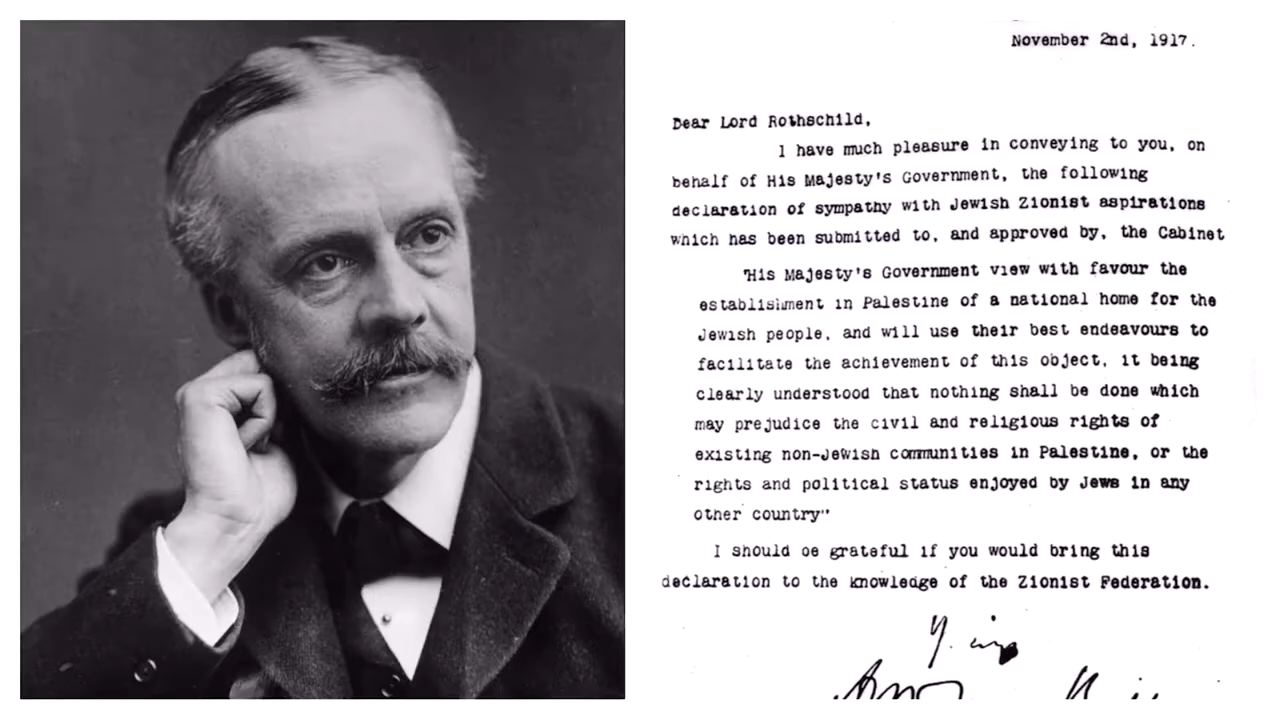 November 2nd, 1917.
Dear Lord Rothschild,
I have much pleasure in conveying to you, on
behalf of His Majesty's Government, the following
declaration of sympathy with Jewish Zionist aspirations
which has been submitted to, and approved by, the Cabinet
"His Majesty's Government view with favour the
establishment in Palestine of a national home for the
Jewish people, and will use their best endeavours to
facilitate the achievement of this object, it being
clearly understood that nothing shall be done which
may prejudice the civil and religious rights of
existing non-Jewish communities in Palestine, or the
rights and political status enjoyed by Jews in any
other country"
I should be grateful if you would bring this
declaration to the knowledge of the Zionist Federation.